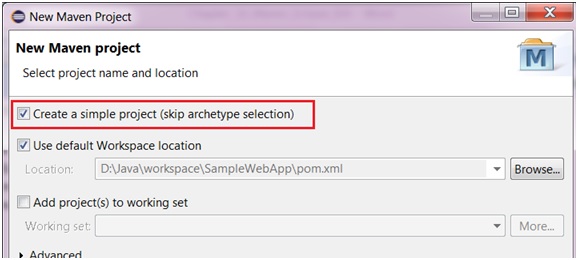 New Maven Project
New Maven project
Select project name and location
M
Create a simple project (skip archetype selection)
Use default Workspace location
Location: D:\Java\workspace\SampleWebApp\pom.xml Browse...
Add project(s) to working set
Working set: More...
Advanced